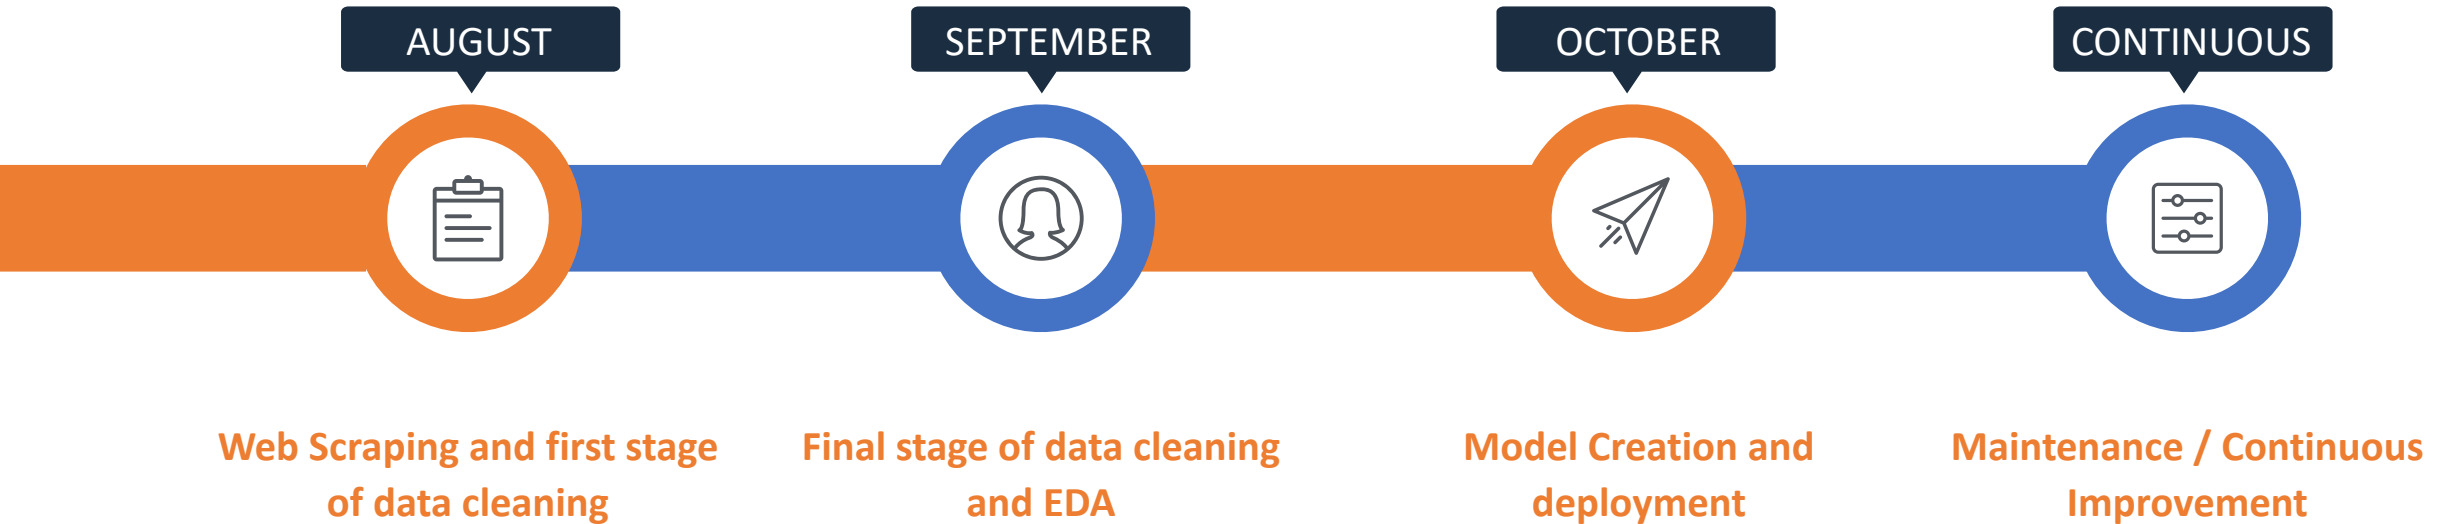 AUGUST
SEPTEMBER
OCTOBER
CONTINUOUS
Web Scraping and first stage
of data cleaning
Final stage of data cleaning
and EDA
Model Creation and
deployment
Maintenance / Continuous
Improvement